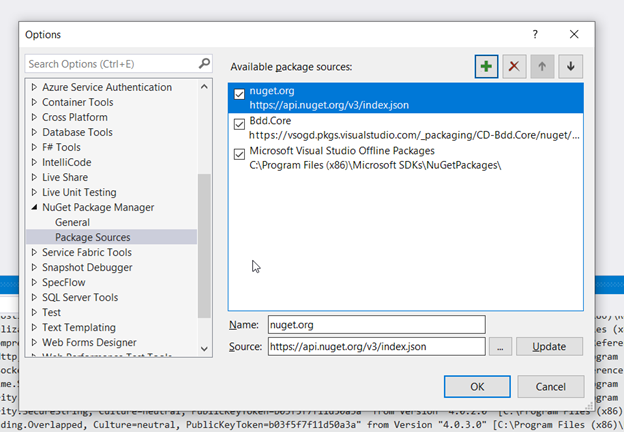 Options
?
Search Options (Ctrl+E)
Azure Service Authentication
Container Tools
Cross Platform
Database Tools
F# Tools
IntelliCode
Live Share
Live Unit Testing
NuGet Package Manager
General
Package Sources
Service Fabric Tools
Snapshot Debugger
SpecFlow
SQL Server Tools
Test
Text Templating
Web Forms Designer
Web Performance Test Tools
Available package sources:
nuget.org
https://api.nuget.org/v3/index.json
Bdd.Core
https://vsogd.pkgs.visualstudio.com/_packaging/CD-Bdd.Core/nuget/...
Microsoft Visual Studio Offline Packages
C:\Program Files (x86)\Microsoft SDKs\NuGetPackages\
Name: nuget.org
Source: https://api.nuget.org/v3/index.json ... Update
OK Cancel
ity.SecureString, Culture=neutral, PublicKeyToken=b03f5f7f11d50a3a" from Version "4.0.2.0" [C:\Program Files (x86)
ding.Overlapped, Culture=neutral, PublicKeyToken=b03f5f7f11d50a3a" from Version "4.0.3.0" [C:\Program Files (x86)\